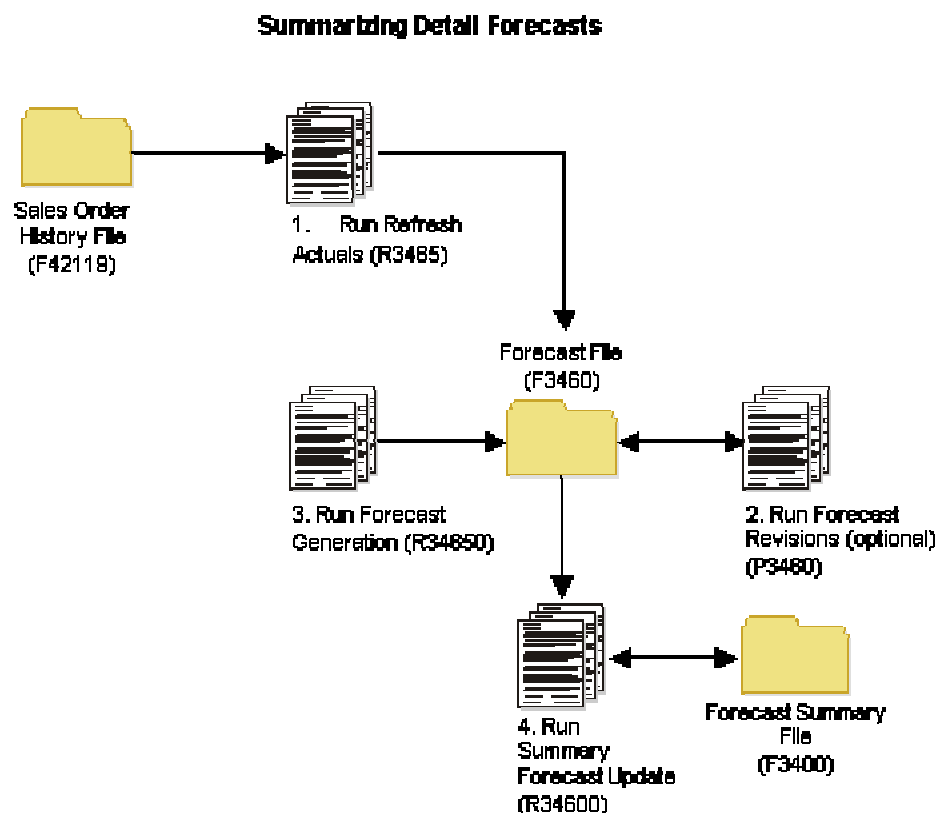 Summarizing Detail Forecasts
Sales Order
History File
(F42119)
1. Run Refresh
Actuals (R3465)
Forecast File
(F3460)
3. Run Forecast
Generation (R34650)
2. Run Forecast
Revisions (optional)
(P3460)
4. Run
Summary
Forecast Update
(R34600)
Forecast Summary
File
(F3400)